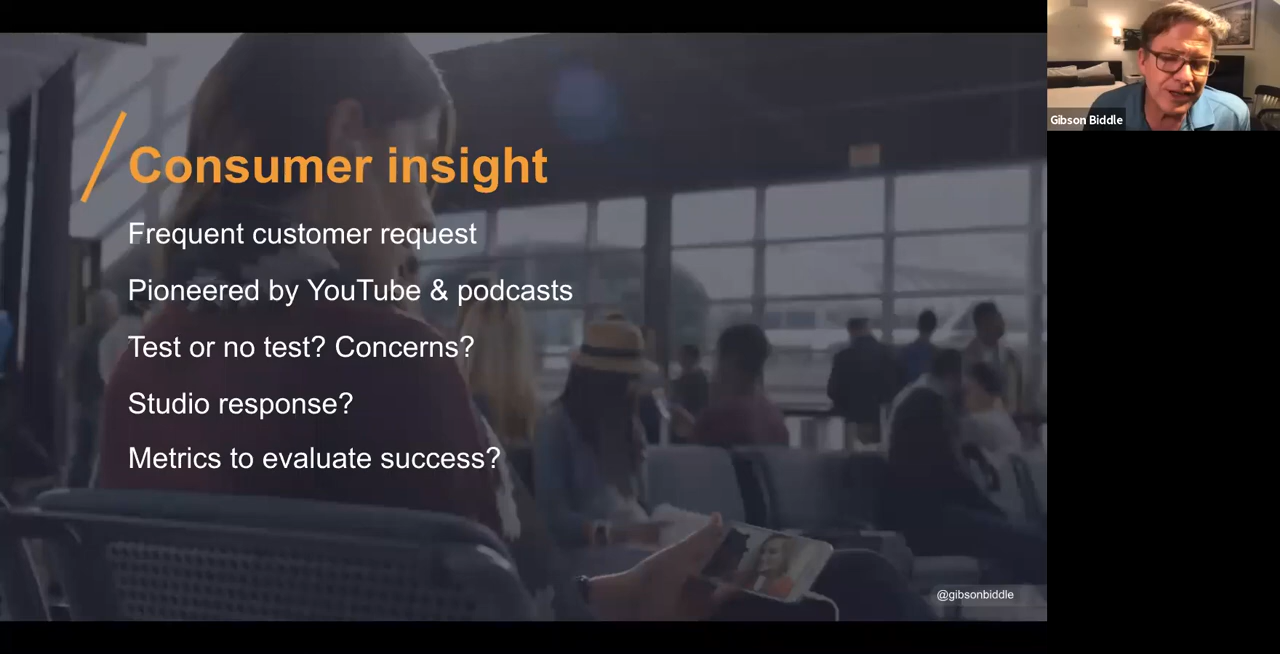 Consumer insight
Frequent customer request
Pioneered by YouTube & podcasts
Test or no test? Concerns?
Studio response?
Metrics to evaluate success?
@gibsonbiddle
Gibson Biddle